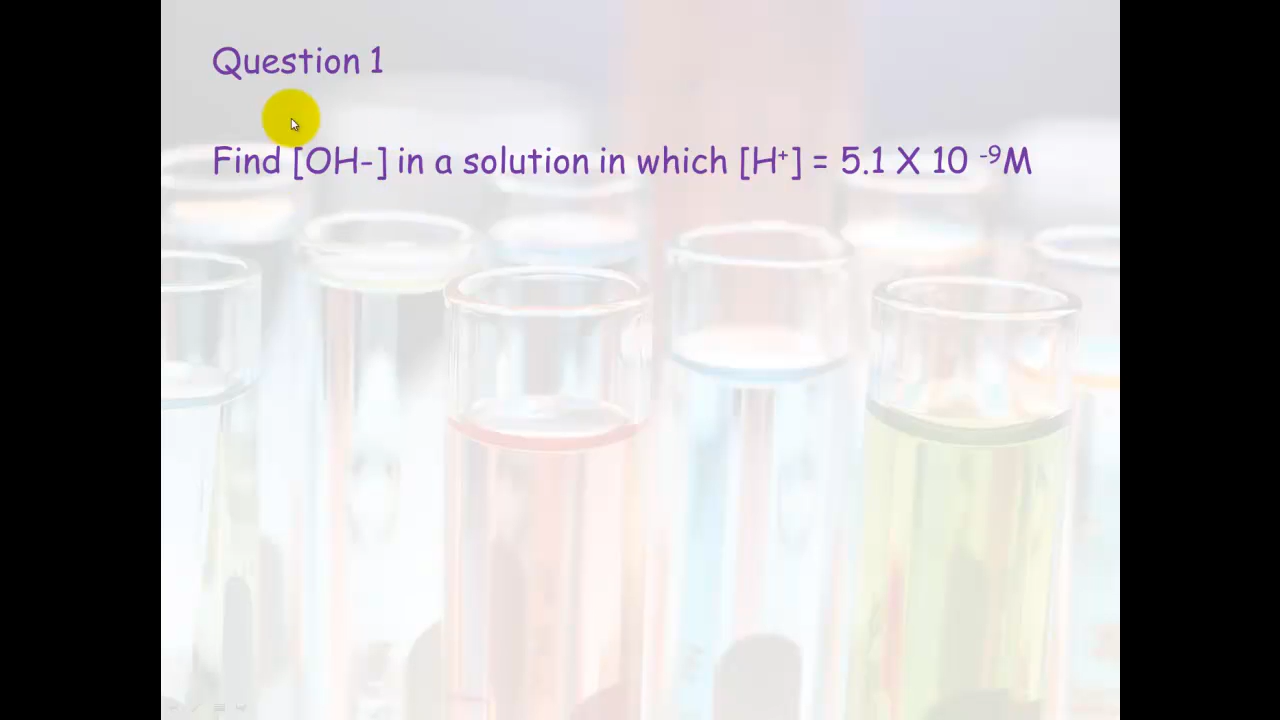 Question 1
Find [OH-] in a solution in which [H⁺] = 5.1 X 10 ⁻⁹M